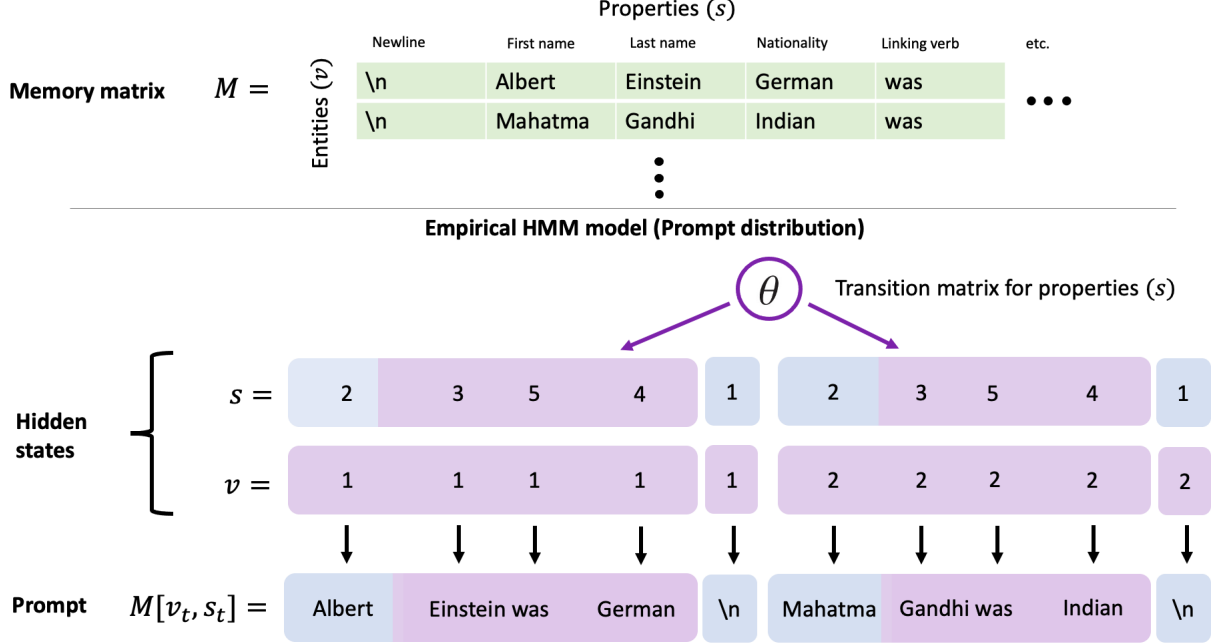 Properties (s)
Newline First name Last name Nationality Linking verb etc.
Memory matrix M = Entities (v)
\n Albert Einstein German was
\n Mahatma Gandhi Indian was
Empirical HMM model (Prompt distribution)
θ Transition matrix for properties (s)
Hidden states
s = 2 3 5 4 1 2 3 5 4 1
v = 1 1 1 1 1 2 2 2 2 2
Prompt M[v_t, s_t] = Albert Einstein was German \n Mahatma Gandhi was Indian \n